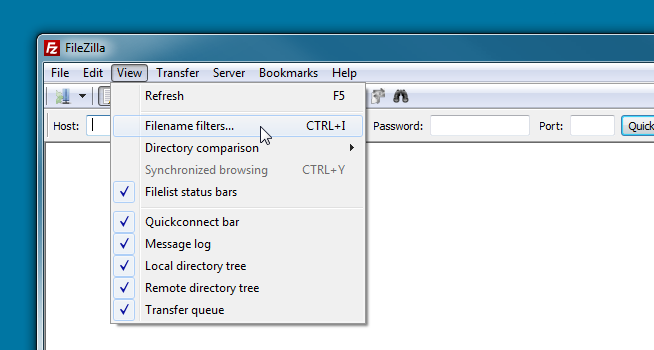 FileZilla
File Edit View Transfer Server Bookmarks Help
Refresh F5
Filename filters... CTRL+I
Host: Password: Port: Quick
Directory comparison
Synchronized browsing CTRL+Y
Filelist status bars
Quickconnect bar
Message log
Local directory tree
Remote directory tree
Transfer queue